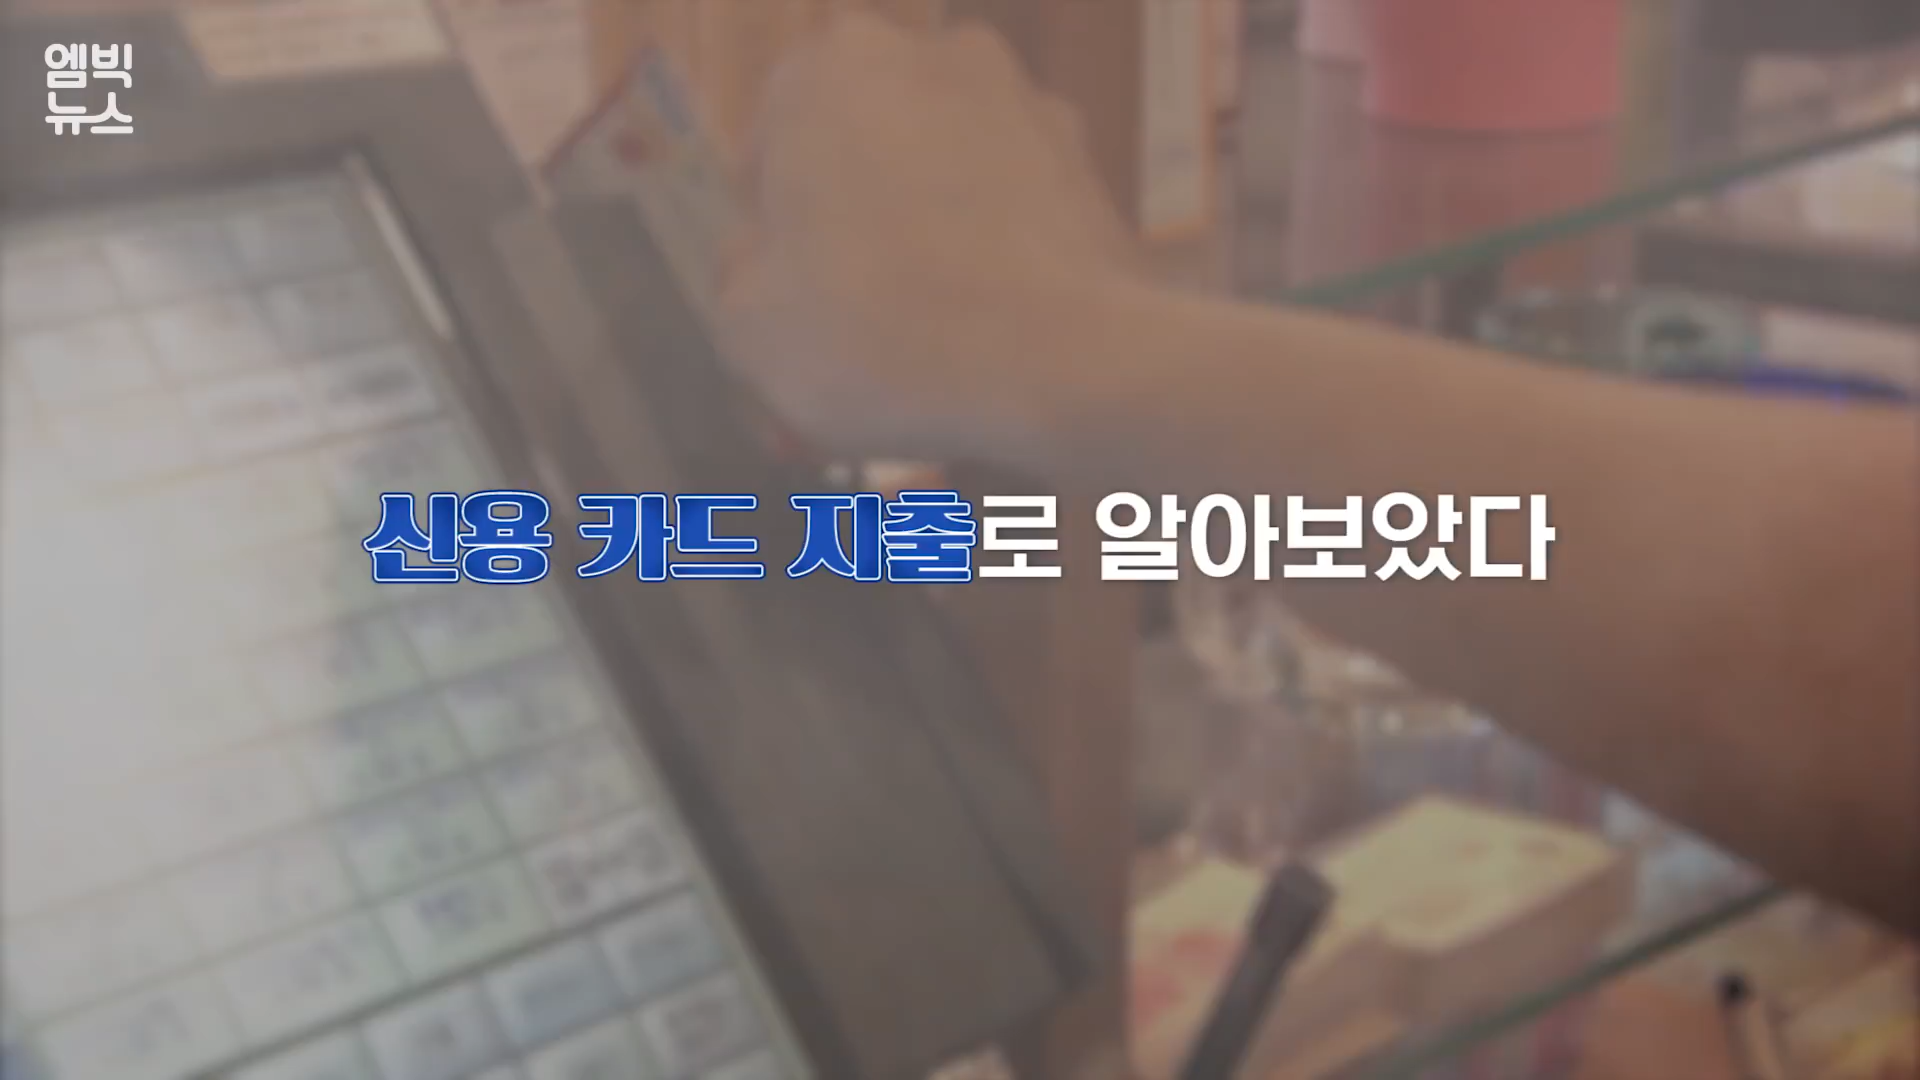 엠빅
뉴스
신용 카드 지출로 알아보았다